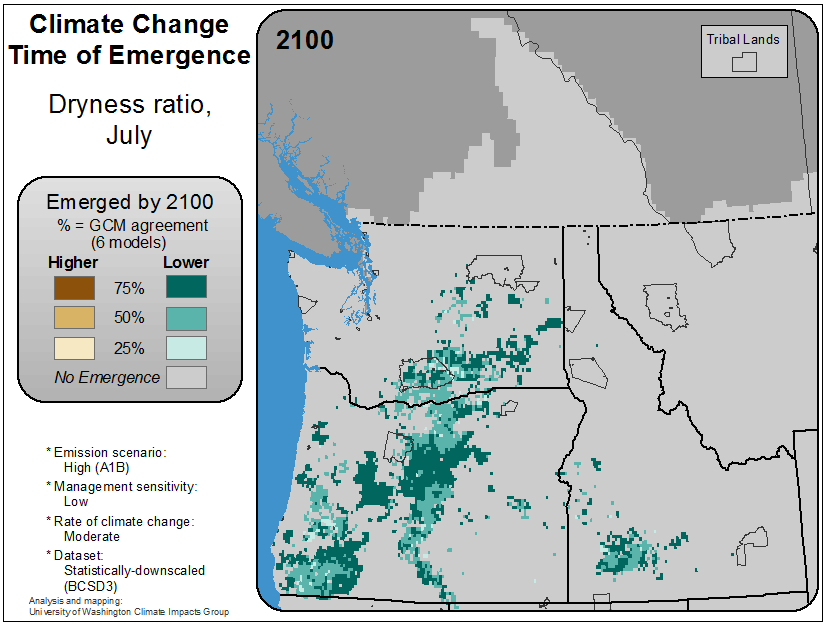 Climate Change
Time of Emergence
Dryness ratio,
July
Emerged by 2100
% = GCM agreement
(6 models)
Higher Lower
75%
50%
25%
No Emergence
* Emission scenario:
High (A1B)
* Management sensitivity:
Low
* Rate of climate change:
Moderate
* Dataset:
Statistically-downscaled
(BCSD3)
Analysis and mapping:
University of Washington Climate Impacts Group
2100
Tribal Lands